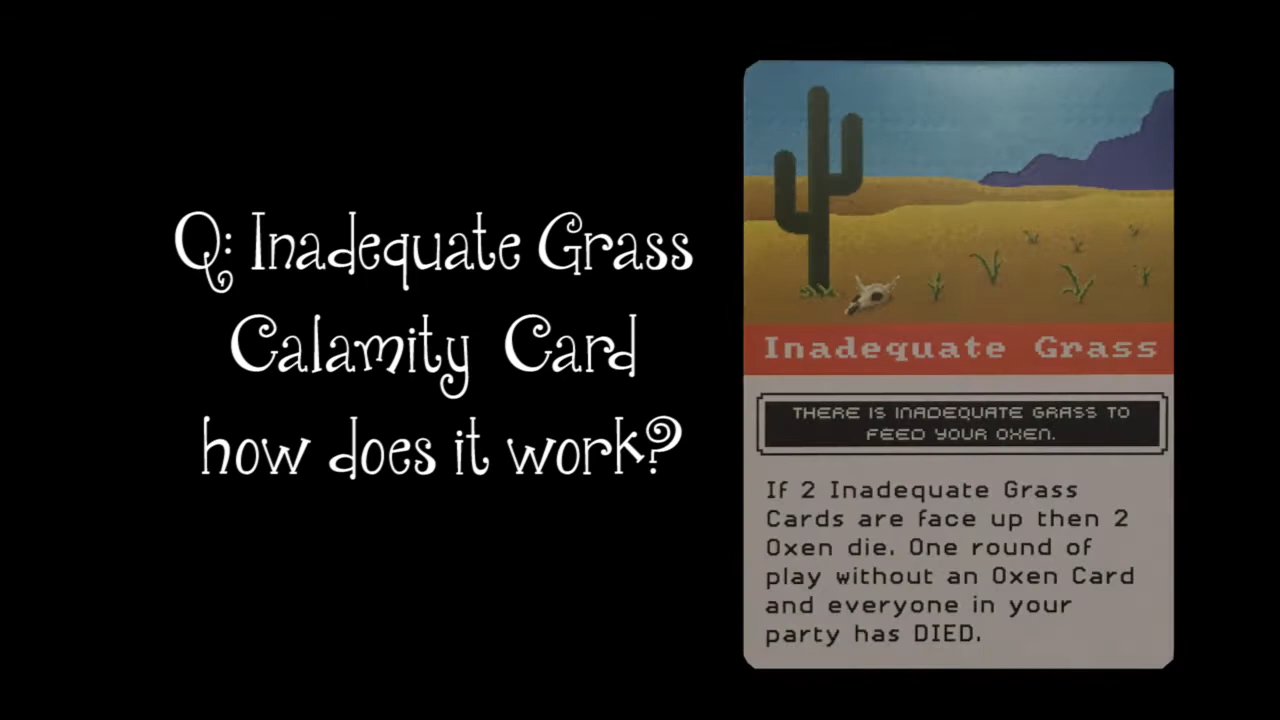 Q: Inadequate Grass
Calamity Card
how does it work?
Inadequate Grass
THERE IS INADEQUATE GRASS TO
FEED YOUR OXEN.
If 2 Inadequate Grass
Cards are face up then 2
Oxen die. One round of
play without an Oxen Card
and everyone in your
party has DIED.